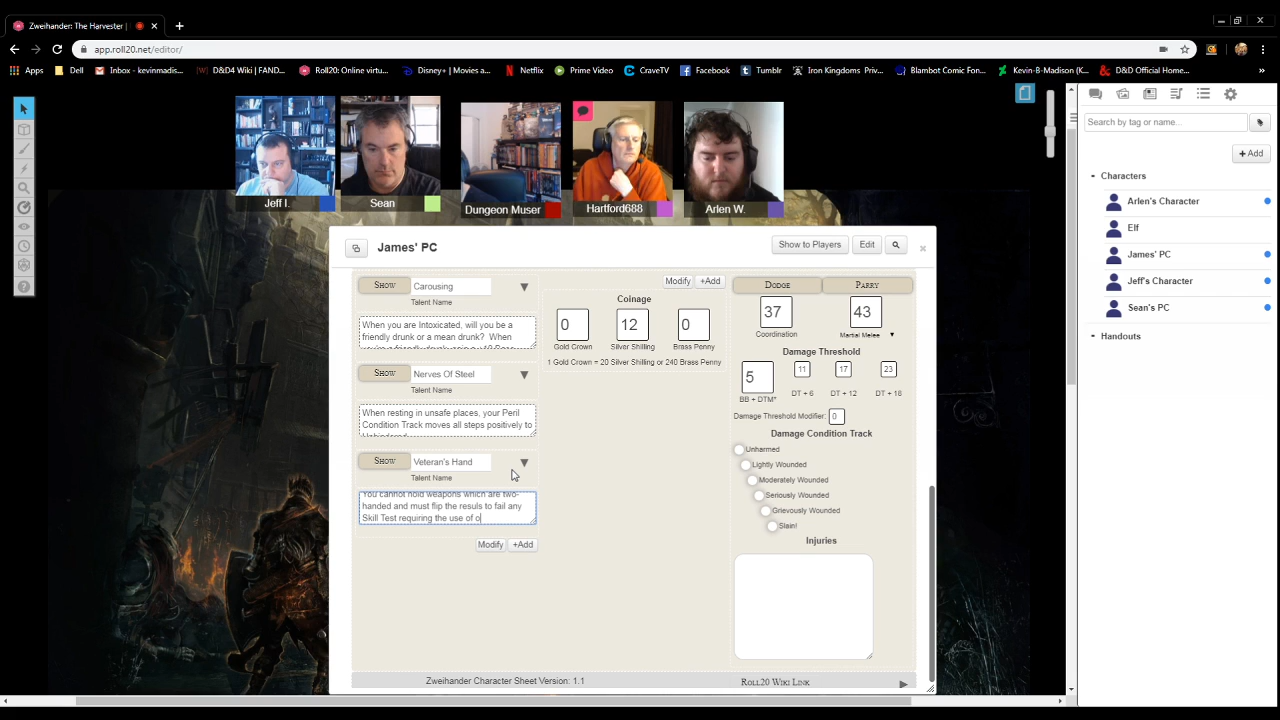 Zweihander: The Harvester |
app.roll20.net/editor/
Apps
Dell
Inbox - kevinmadis...
D&D4 Wiki | FAND...
Roll20: Online virtu...
Disney+ | Movies a...
Netflix
Prime Video
CraveTV
Facebook
Tumblr
Iron Kingdoms Priv...
Blambot Comic Fon...
Kevin-B-Madison (K...
D&D Official Home...
»
Jeff I.
Sean
Dungeon Muser
Hartford688
Arlen W.
Search by tag or name...
+ Add
Characters
Arlen's Character
Elf
James' PC
Jeff's Character
Sean's PC
Handouts
James' PC
Show to Players
Edit
Show
Carousing
Talent Name
When you are Intoxicated, will you be a
friendly drunk or a mean drunk? When
Show
Nerves Of Steel
Talent Name
When resting in unsafe places, your Peril
Condition Track moves all steps positively to
Show
Veteran's Hand
Talent Name
You cannot hold weapons which are two-
handed and must flip the resuls to fail any
Skill Test requiring the use of o
Modify
+Add
Modify
+Add
Coinage
0
12
0
Gold Crown
Silver Shilling
Brass Penny
1 Gold Crown = 20 Silver Shilling or 240 Brass Penny
Dodge
Parry
37
43
Coordination
Martial Melee
Damage Threshold
5
11
17
23
BB + DTM*
DT + 6
DT + 12
DT + 18
Damage Threshold Modifier:
0
Damage Condition Track
Unharmed
Lightly Wounded
Moderately Wounded
Seriously Wounded
Grievously Wounded
Slain!
Injuries
Zweihander Character Sheet Version: 1.1
Roll20 Wiki Link